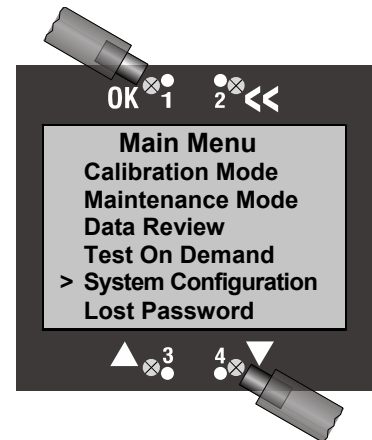 OK 1 2 <<
Main Menu
Calibration Mode
Maintenance Mode
Data Review
Test On Demand
> System Configuration
Lost Password
3 4